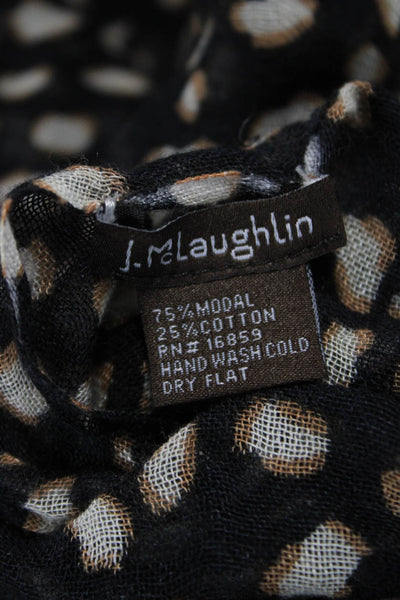 J. McLaughlin
75% MODAL
25% COTTON
RN# 16859
HAND WASH COLD
DRY FLAT